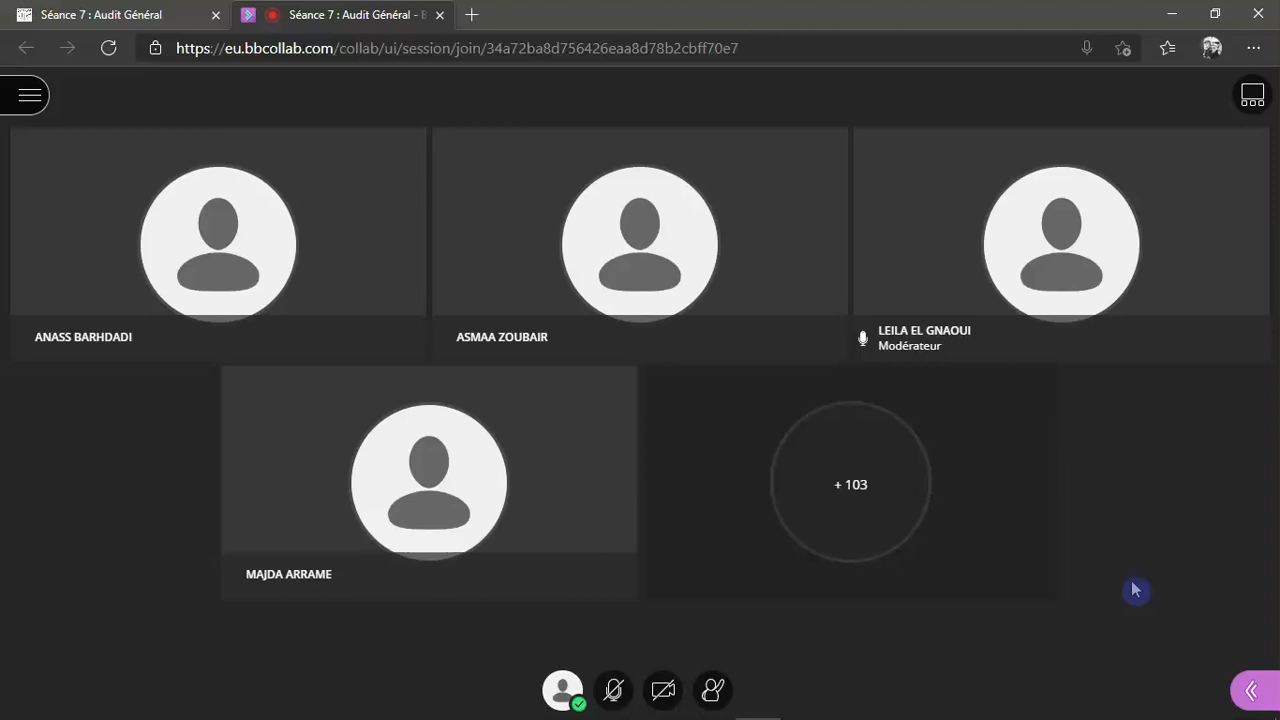 Séance 7 : Audit Général
Séance 7 : Audit Général - B
https://eu.bbcollab.com/collab/ui/session/join/34a72ba8d756426eaa8d78b2cbff70e7
ANASS BARHDADI
ASMAA ZOUBAIR
LEILA EL GNAOUI
Modérateur
MAJDA ARRAME
+ 103